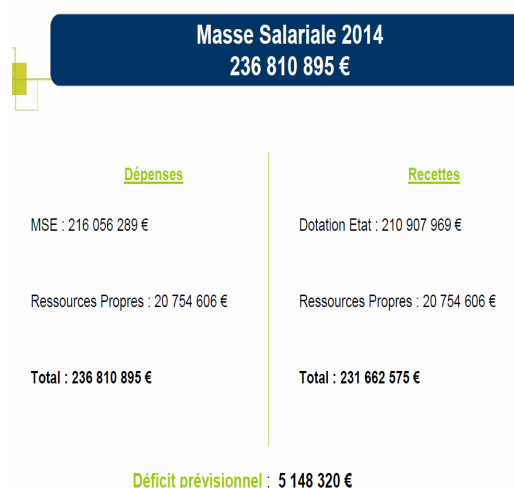 Masse Salariale 2014
236 810 895 €
Dépenses
MSE : 216 056 289 €
Ressources Propres : 20 754 606 €
Total : 236 810 895 €
Recettes
Dotation Etat : 210 907 969 €
Ressources Propres : 20 754 606 €
Total : 231 662 575 €
Déficit prévisionnel : 5 148 320 €